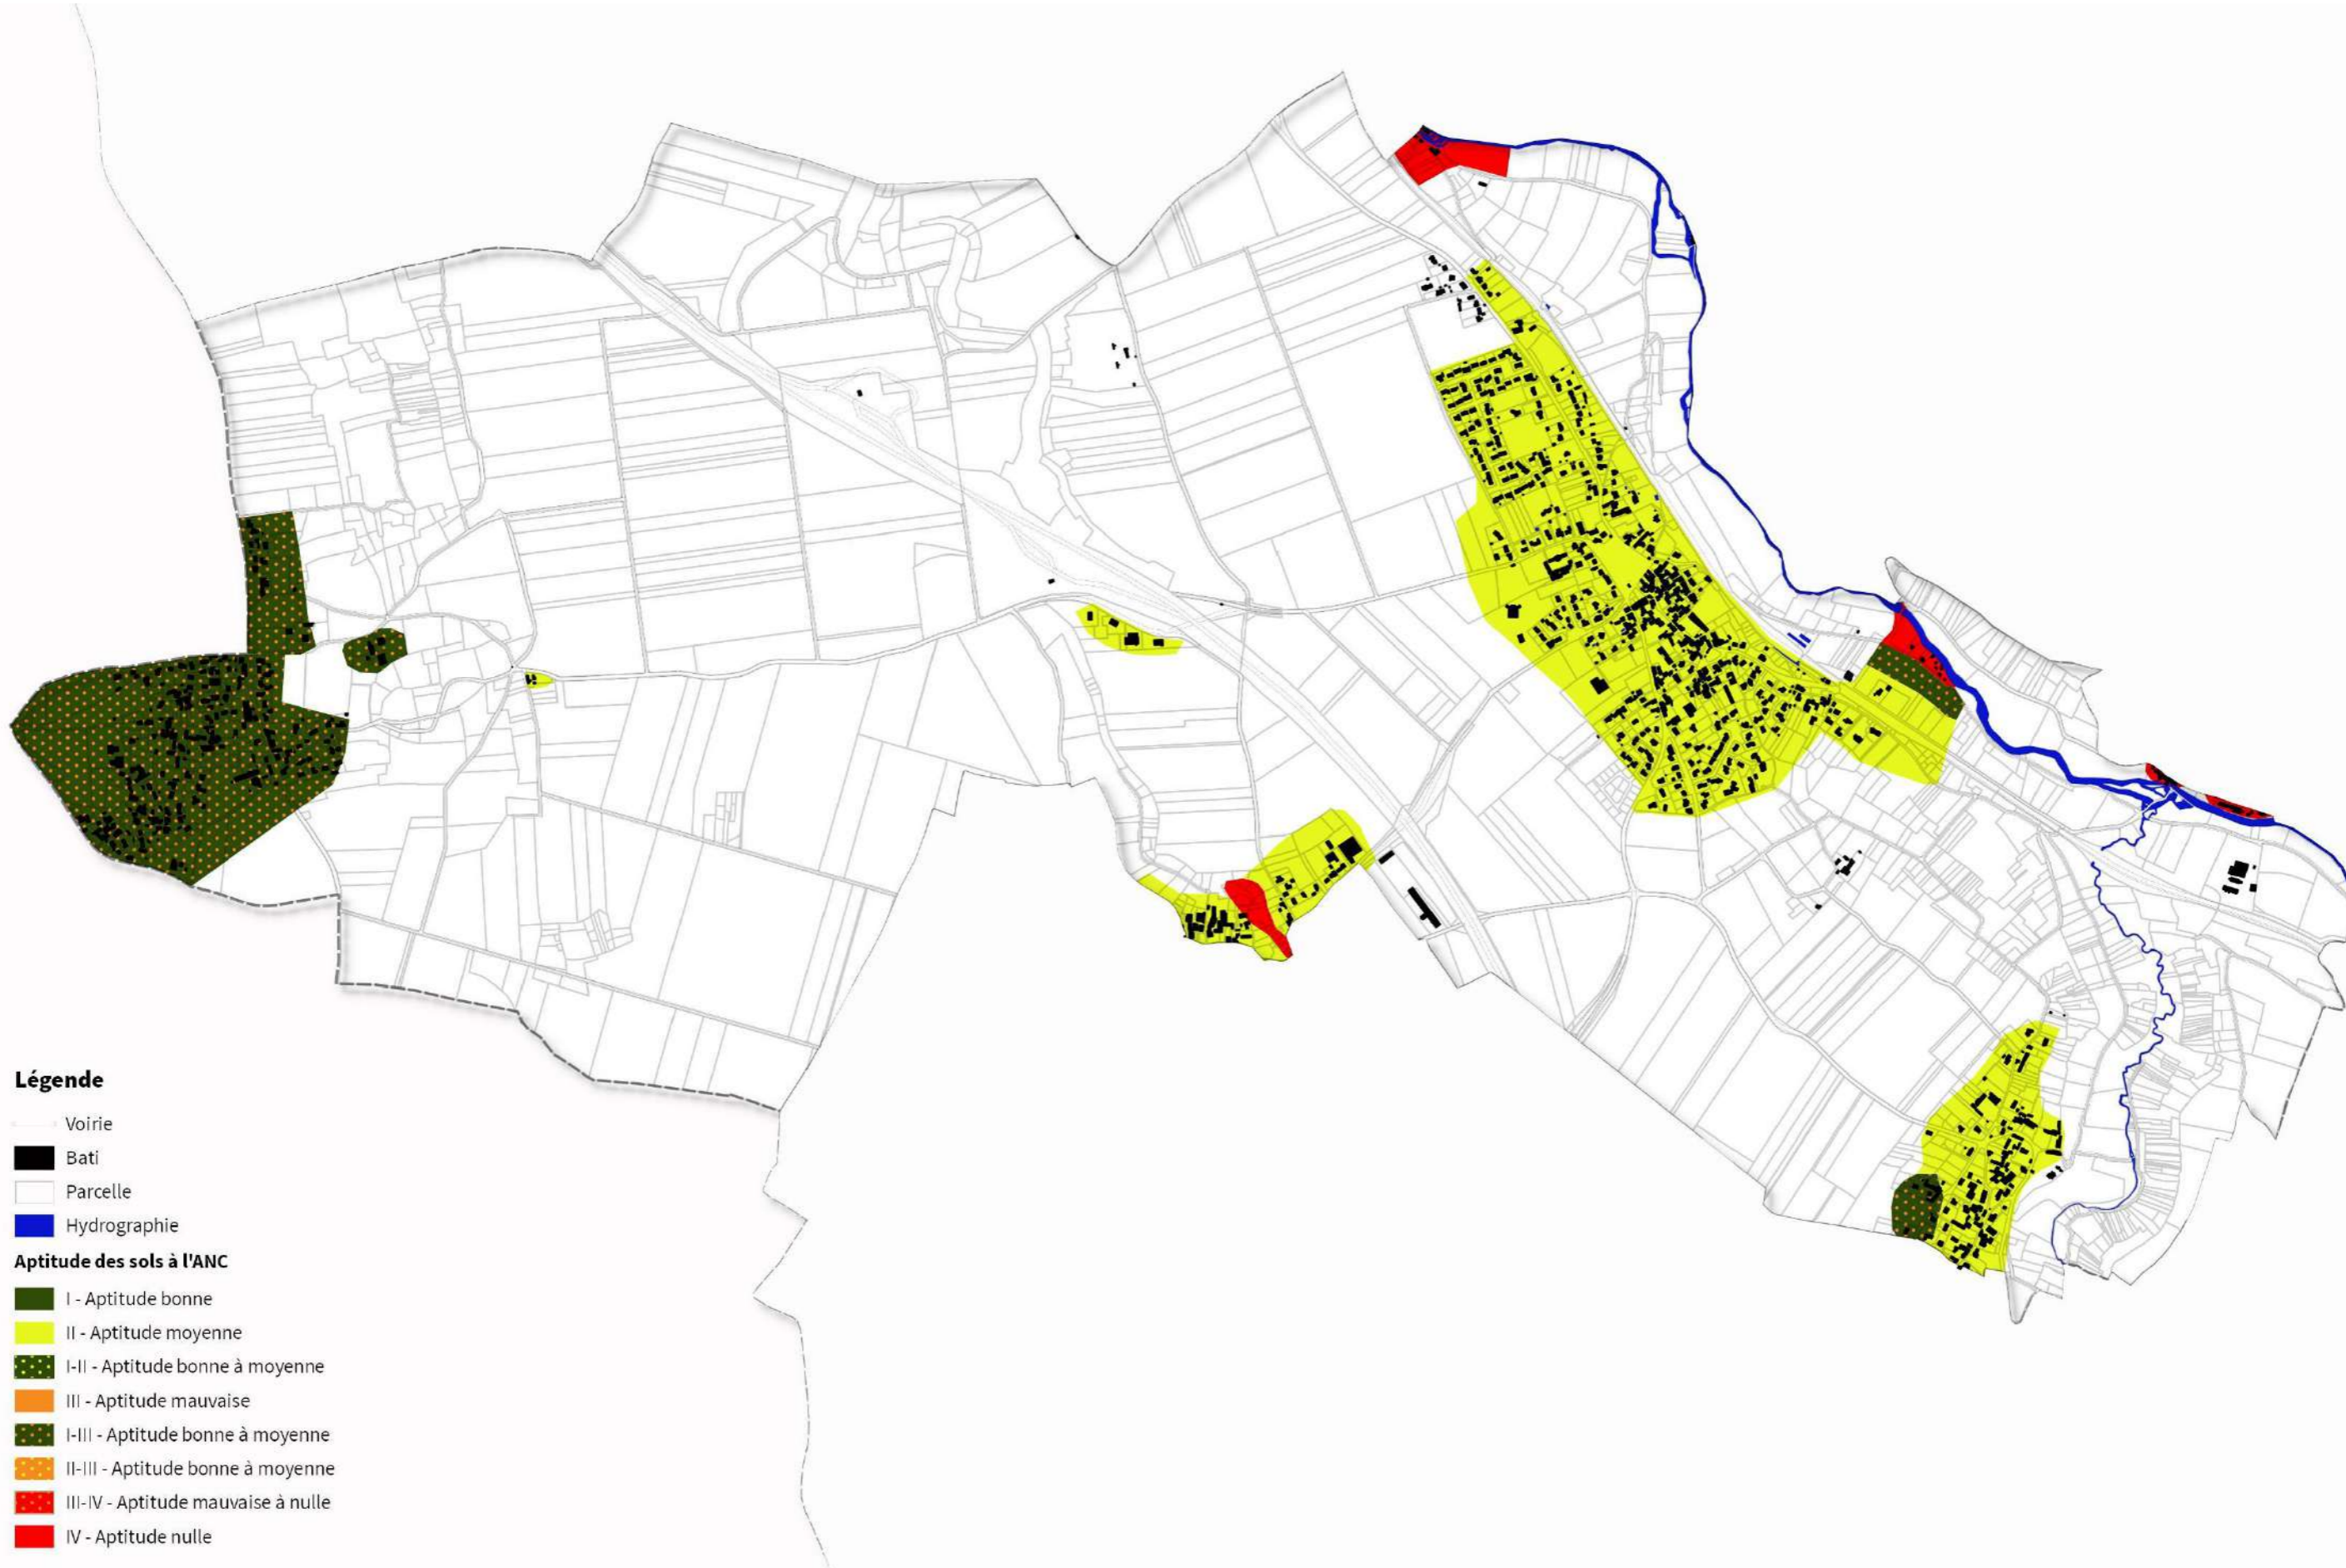 Légende
Voirie
Bati
Parcelle
Hydrographie
Aptitude des sols à l'ANC
I - Aptitude bonne
II - Aptitude moyenne
I-II - Aptitude bonne à moyenne
III - Aptitude mauvaise
I-III - Aptitude bonne à moyenne
II-III - Aptitude bonne à moyenne
III-IV - Aptitude mauvaise à nulle
IV - Aptitude nulle